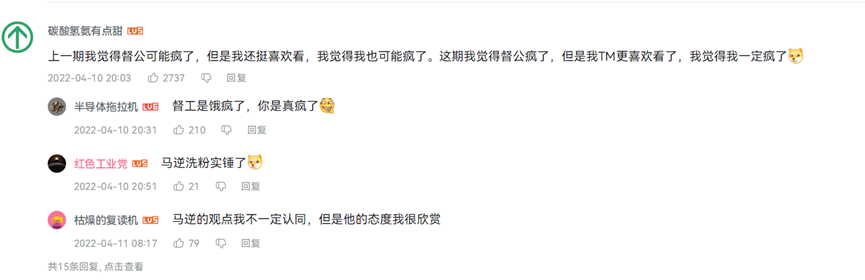 碳酸氢氨有点甜 LV5
上一期我觉得督公可能疯了，但是我还挺喜欢看，我觉得我也可能疯了。这期我觉得督公疯了，但是我TM更喜欢看了，我觉得我一定疯了
2022-04-10 20:03 2737 回复
半导体拖拉机 LV6 督工是饿疯了，你是真疯了
2022-04-10 20:31 210 回复
红色工业党 LV5 马逆洗粉实锤了
2022-04-10 20:51 21 回复
枯燥的复读机 LV5 马逆的观点我不一定认同，但是他的态度我很欣赏
2022-04-11 08:17 79 回复
共15条回复, 点击查看